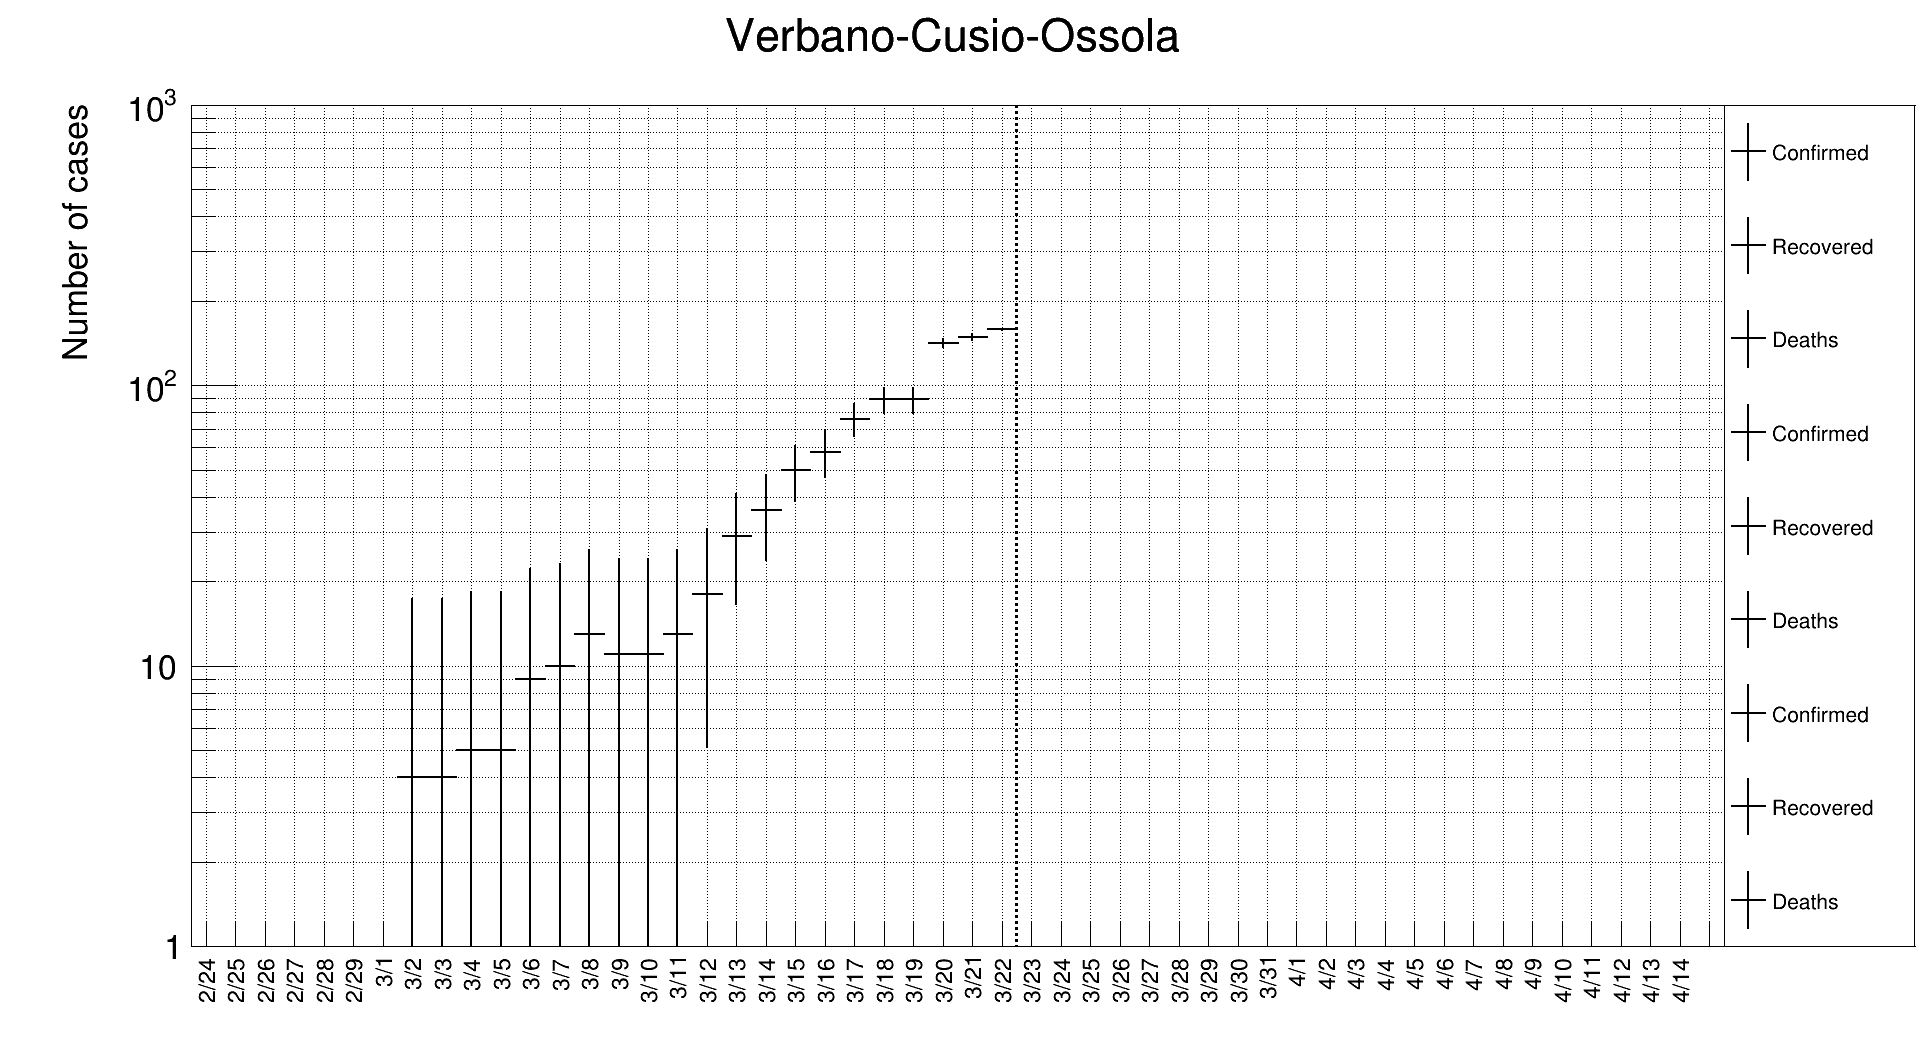 Verbano-Cusio-Ossola
Number of cases
10³
10²
10
1
2/24 2/25 2/26 2/27 2/28 2/29 3/1 3/2 3/3 3/4 3/5 3/6 3/7 3/8 3/9 3/10 3/11 3/12 3/13 3/14 3/15 3/16 3/17 3/18 3/19 3/20 3/21 3/22 3/23 3/24 3/25 3/26 3/27 3/28 3/29 3/30 3/31 4/1 4/2 4/3 4/4 4/5 4/6 4/7 4/8 4/9 4/10 4/11 4/12 4/13 4/14
Confirmed
Recovered
Deaths
Confirmed
Recovered
Deaths
Confirmed
Recovered
Deaths